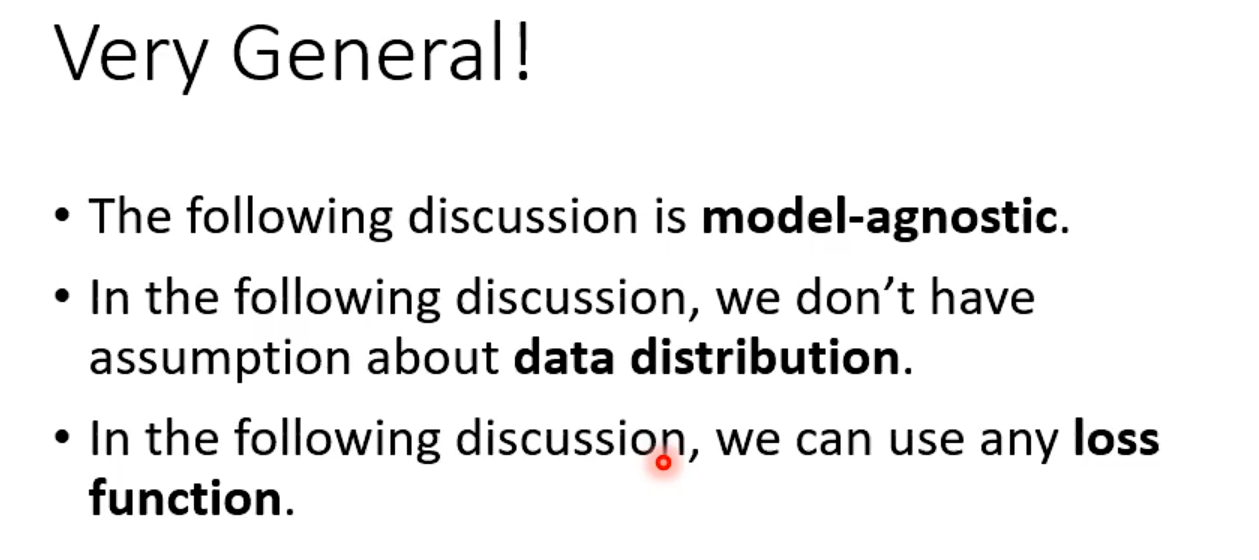 Very General!
• The following discussion is model-agnostic.
• In the following discussion, we don’t have
assumption about data distribution.
• In the following discussion, we can use any loss
function.